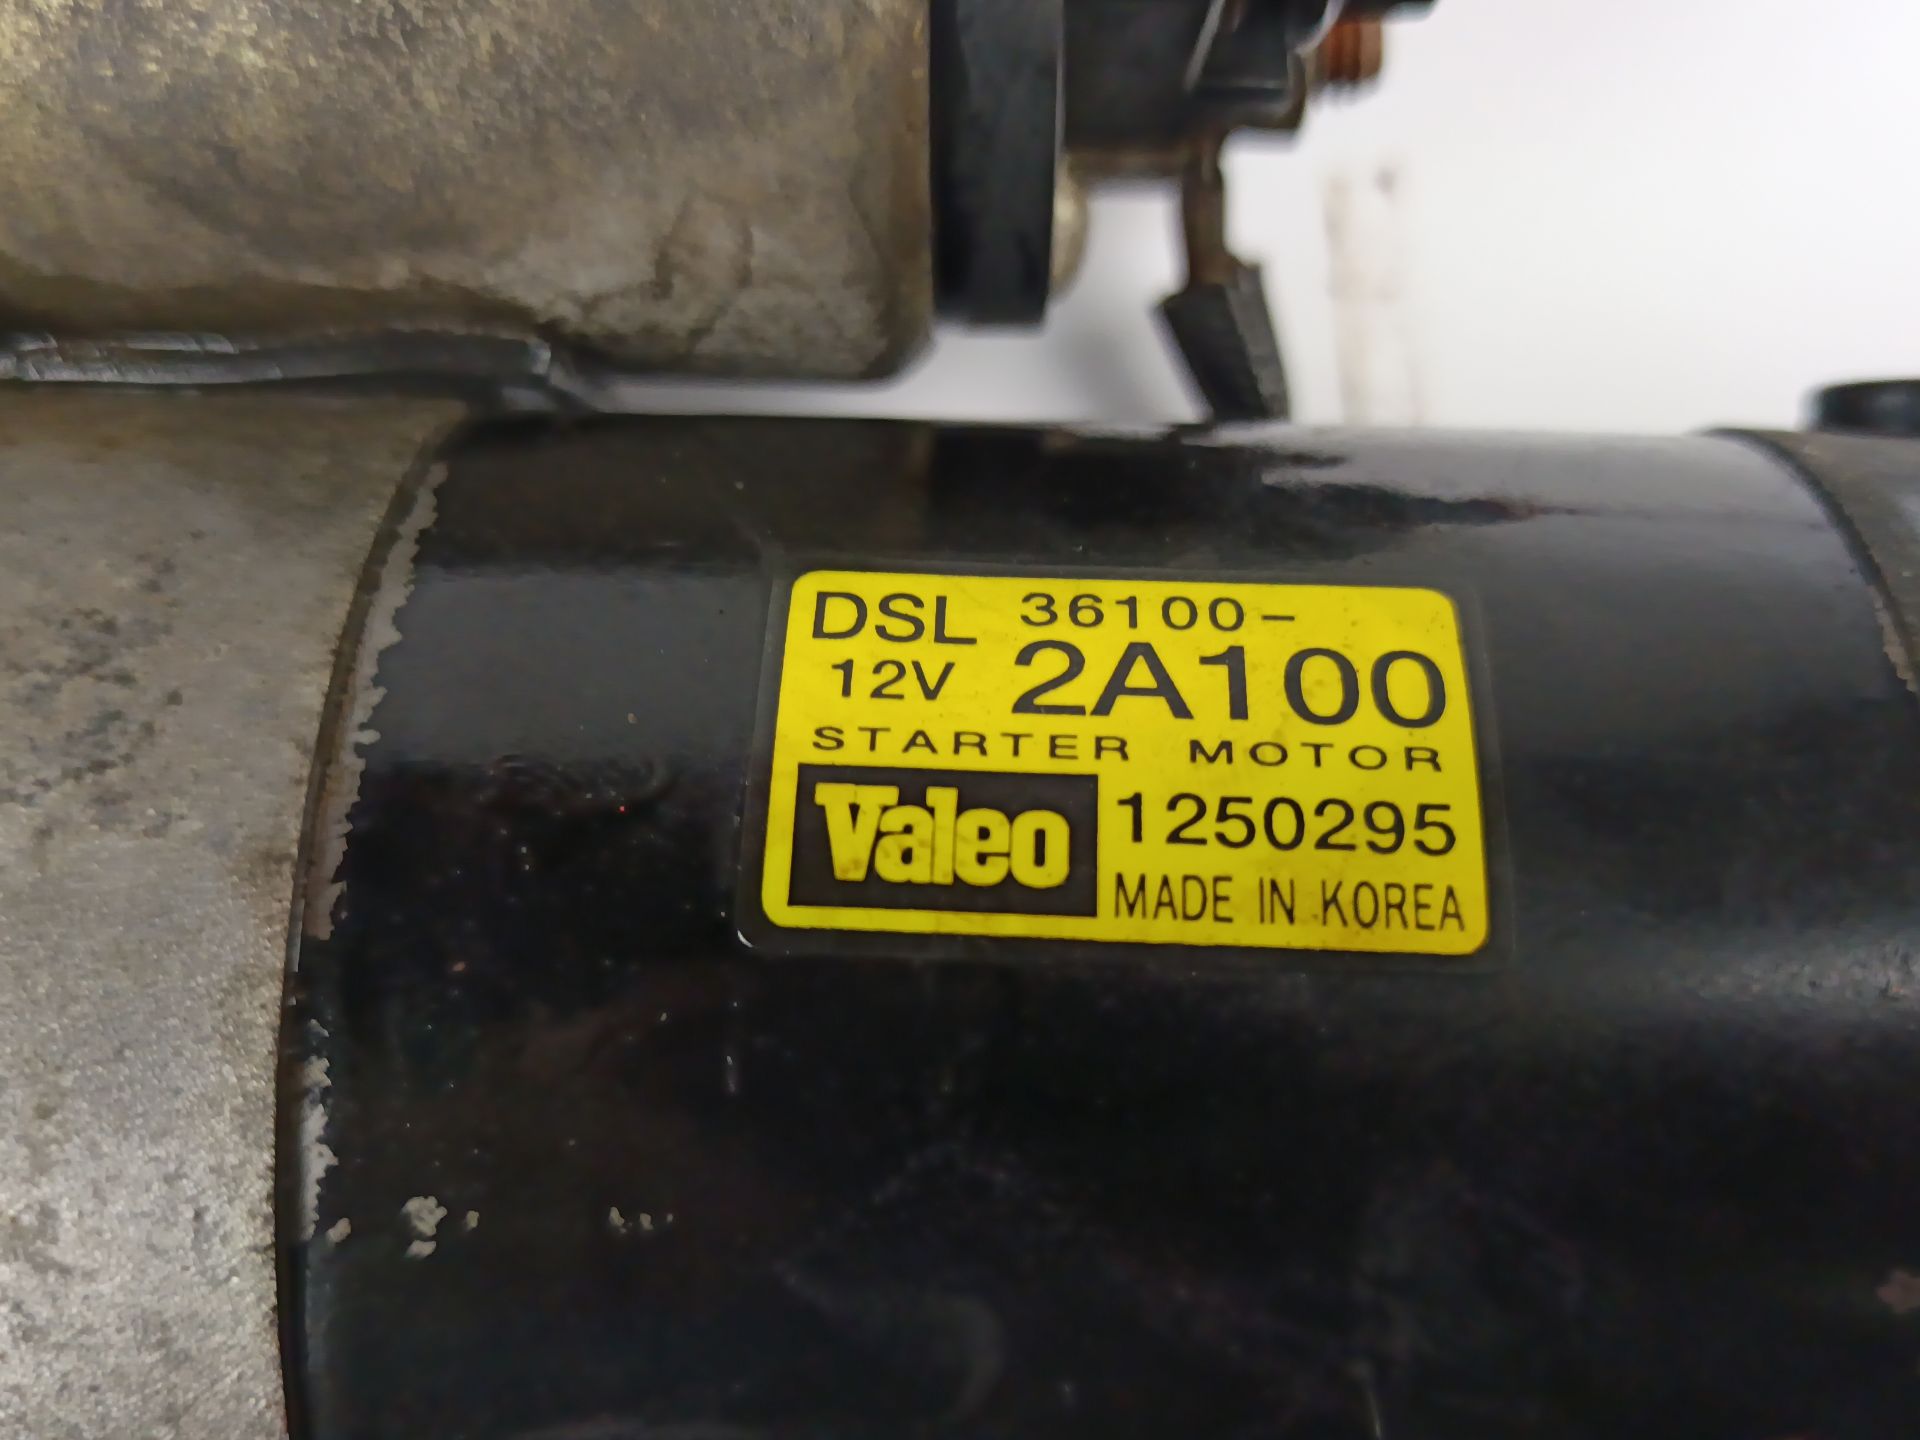 DSL 36100-
12V 2A100
STARTER MOTOR
Valeo 1250295
MADE IN KOREA